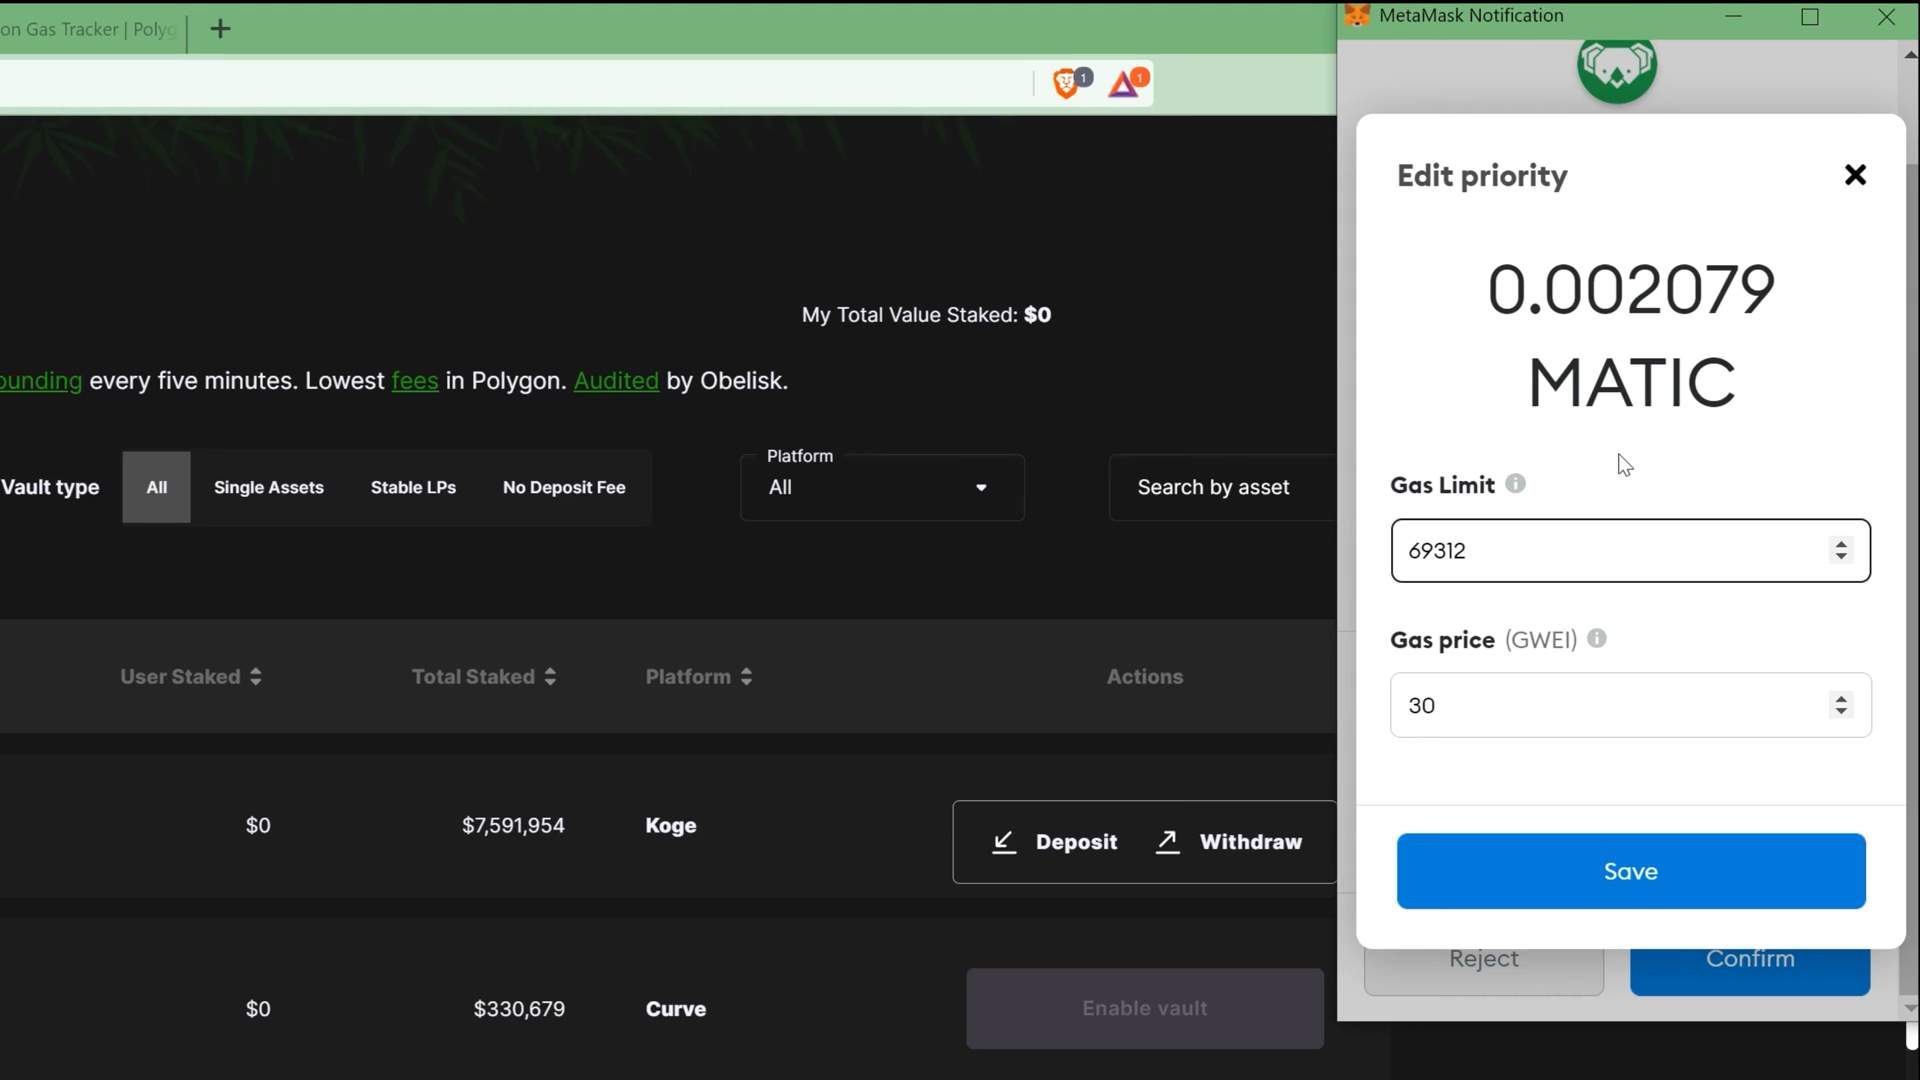 on Gas Tracker | Polyg
MetaMask Notification
1
1
Edit priority
0.002079
MATIC
My Total Value Staked: $0
ounding every five minutes. Lowest fees in Polygon. Audited by Obelisk.
Vault type
All
Single Assets
Stable LPs
No Deposit Fee
Platform
All
Search by asset
Gas Limit
69312
Gas price (GWEI)
30
User Staked
Total Staked
Platform
Actions
$0
$7,591,954
Koge
Deposit
Withdraw
Save
Reject
Confirm
$0
$330,679
Curve
Enable vault